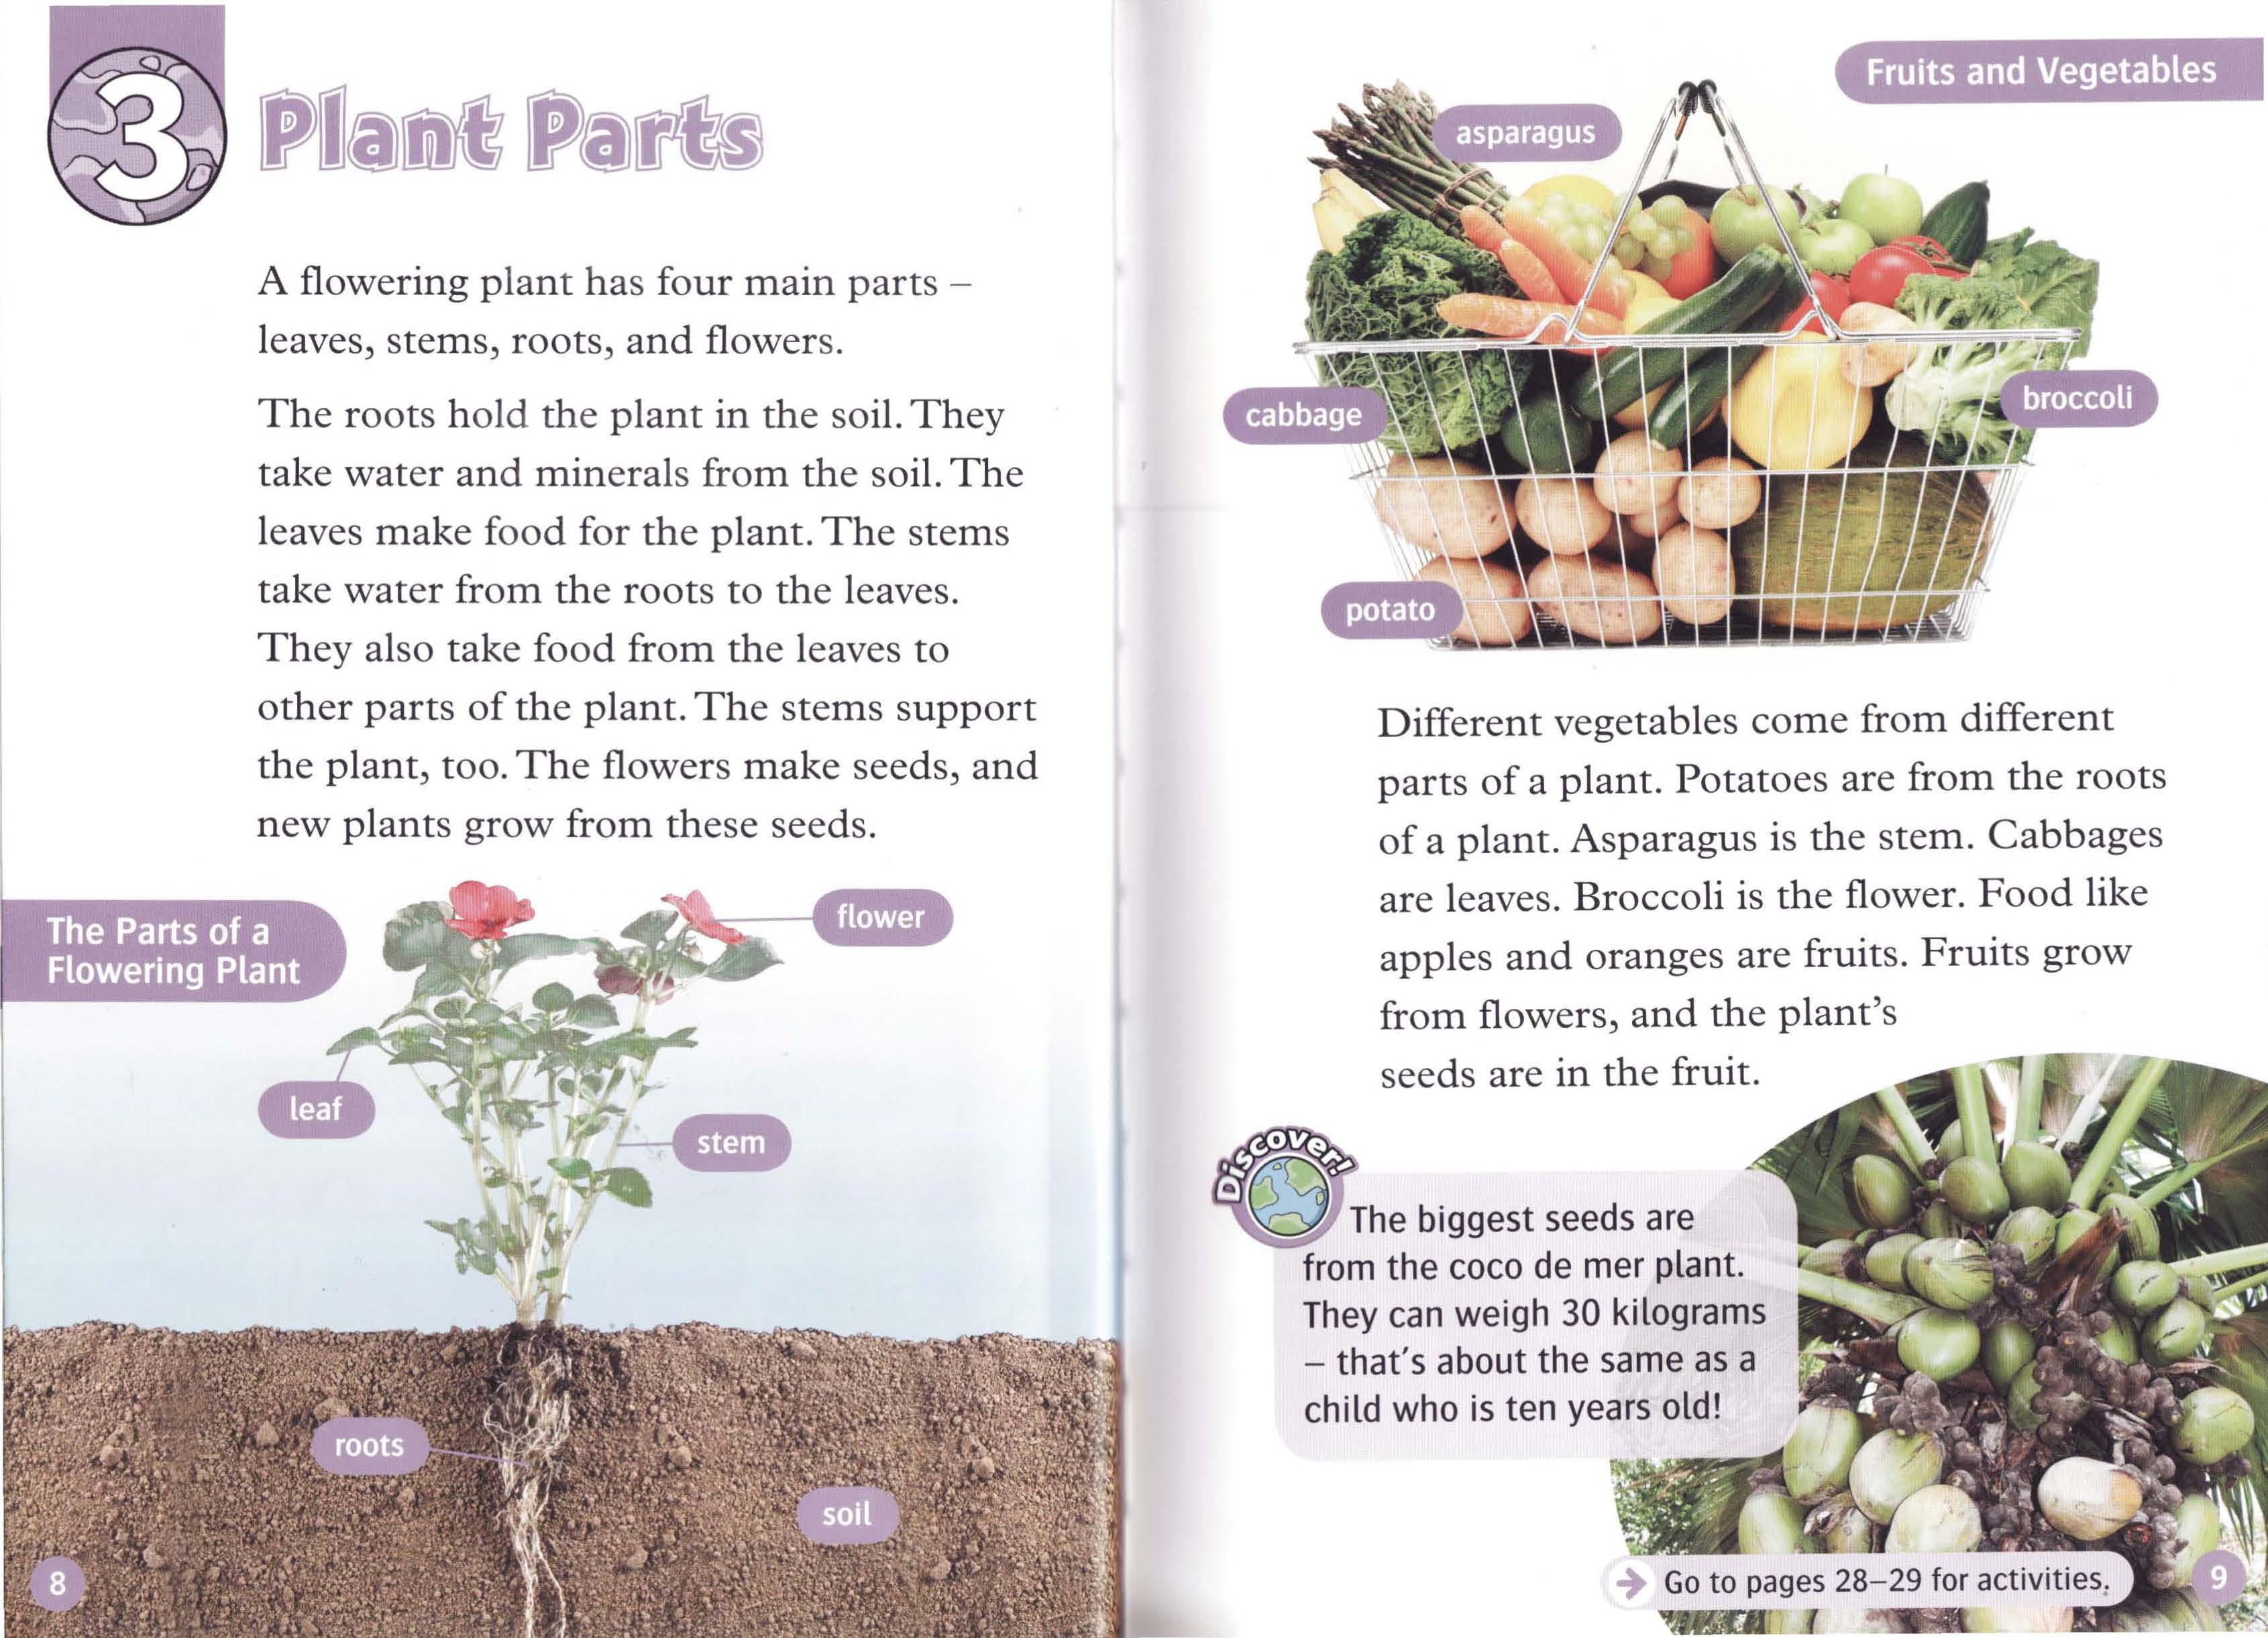 3
Plant Parts
A flowering plant has four main parts –
leaves, stems, roots, and flowers.
The roots hold the plant in the soil. They
take water and minerals from the soil. The
leaves make food for the plant. The stems
take water from the roots to the leaves.
They also take food from the leaves to
other parts of the plant. The stems support
the plant, too. The flowers make seeds, and
new plants grow from these seeds.
The Parts of a
Flowering Plant
flower
leaf
stem
roots
soil
8
Fruits and Vegetables
asparagus
cabbage
broccoli
potato
Different vegetables come from different
parts of a plant. Potatoes are from the roots
of a plant. Asparagus is the stem. Cabbages
are leaves. Broccoli is the flower. Food like
apples and oranges are fruits. Fruits grow
from flowers, and the plant's
seeds are in the fruit.
Discover!
The biggest seeds are
from the coco de mer plant.
They can weigh 30 kilograms
– that's about the same as a
child who is ten years old!
Go to pages 28–29 for activities.
9